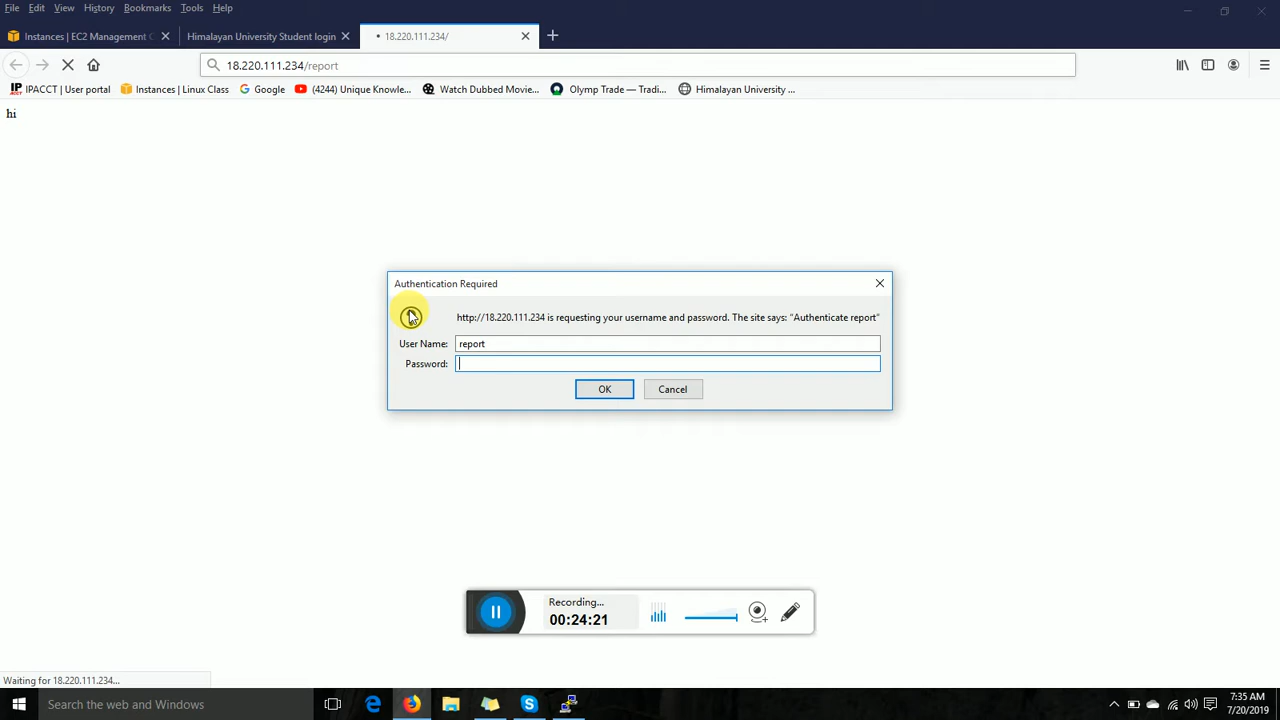 File Edit View History Bookmarks Tools Help
Instances | EC2 Management C
Himalayan University Student login
18.220.111.234/
18.220.111.234/report
IPACCT | User portal
Instances | Linux Class
Google
(4244) Unique Knowle...
Watch Dubbed Movie...
Olymp Trade — Tradi...
Himalayan University ...
hi
Authentication Required
http://18.220.111.234 is requesting your username and password. The site says: “Authenticate report”
User Name: report
Password:
OK Cancel
Recording...
00:24:21
Waiting for 18.220.111.234...
Search the web and Windows
7:35 AM
7/20/2019